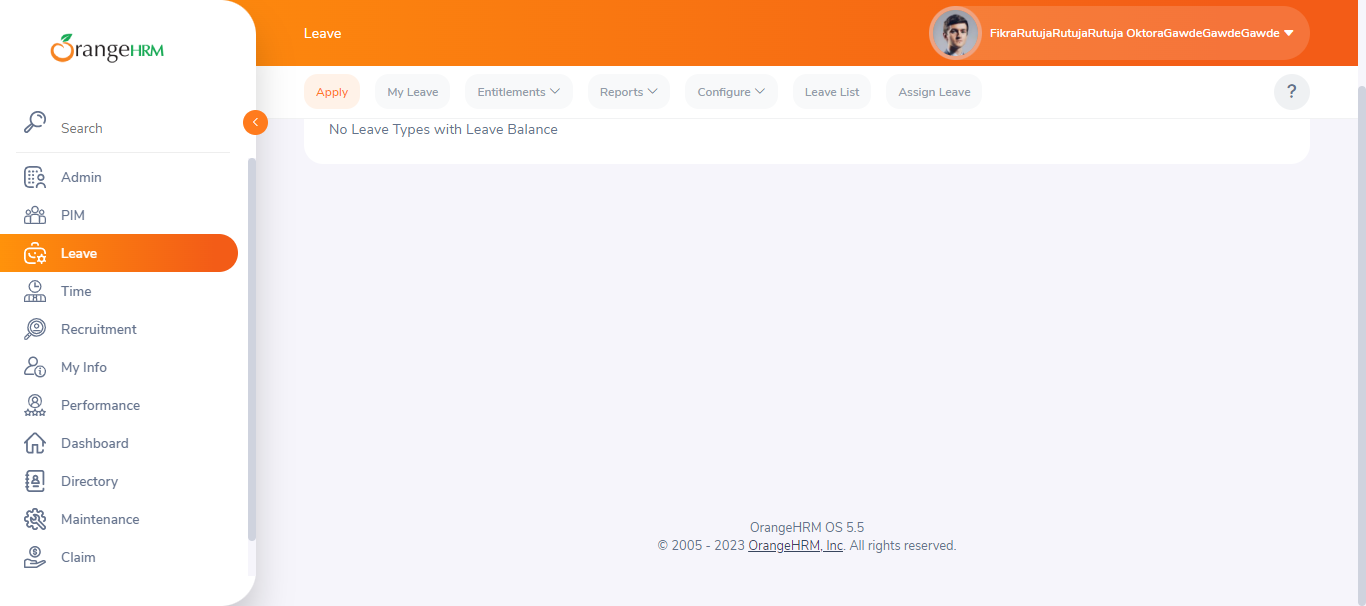 OrangeHRM
Search
Admin
PIM
Leave
Time
Recruitment
My Info
Performance
Dashboard
Directory
Maintenance
Claim
Leave
FikraRutujaRutujaRutuja OktoraGawdeGawdeGawde
Apply My Leave Entitlements Reports Configure Leave List Assign Leave ?
No Leave Types with Leave Balance
OrangeHRM OS 5.5
© 2005 - 2023 OrangeHRM, Inc. All rights reserved.